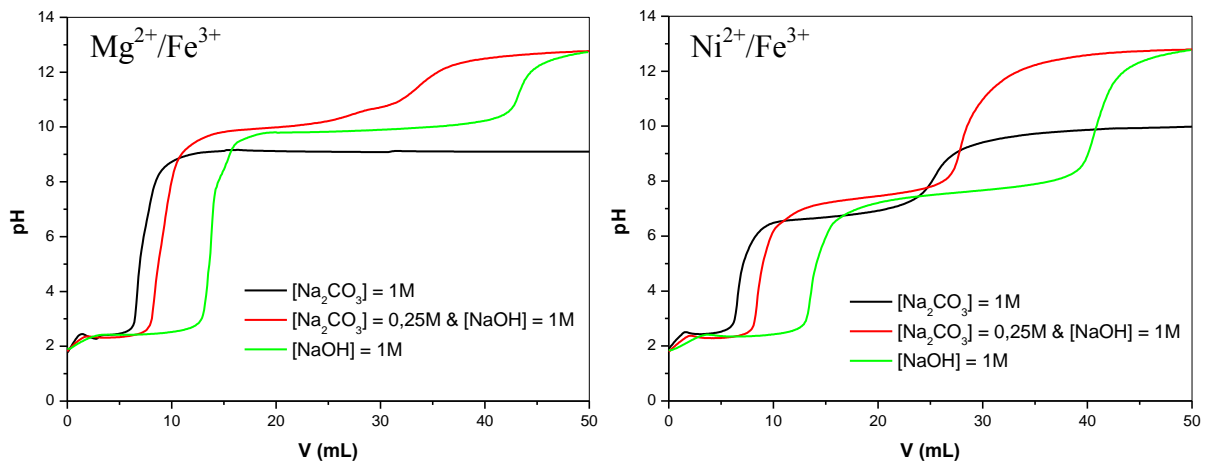 Mg²⁺/Fe³⁺
pH
14
12
10
8
6
4
2
0
[Na₂CO₃] = 1M
[Na₂CO₃] = 0,25M & [NaOH] = 1M
[NaOH] = 1M
0 10 20 30 40 50
V (mL)
Ni²⁺/Fe³⁺
pH
14
12
10
8
6
4
2
0
[Na₂CO₃] = 1M
[Na₂CO₃] = 0,25M & [NaOH] = 1M
[NaOH] = 1M
0 10 20 30 40 50
V (mL)